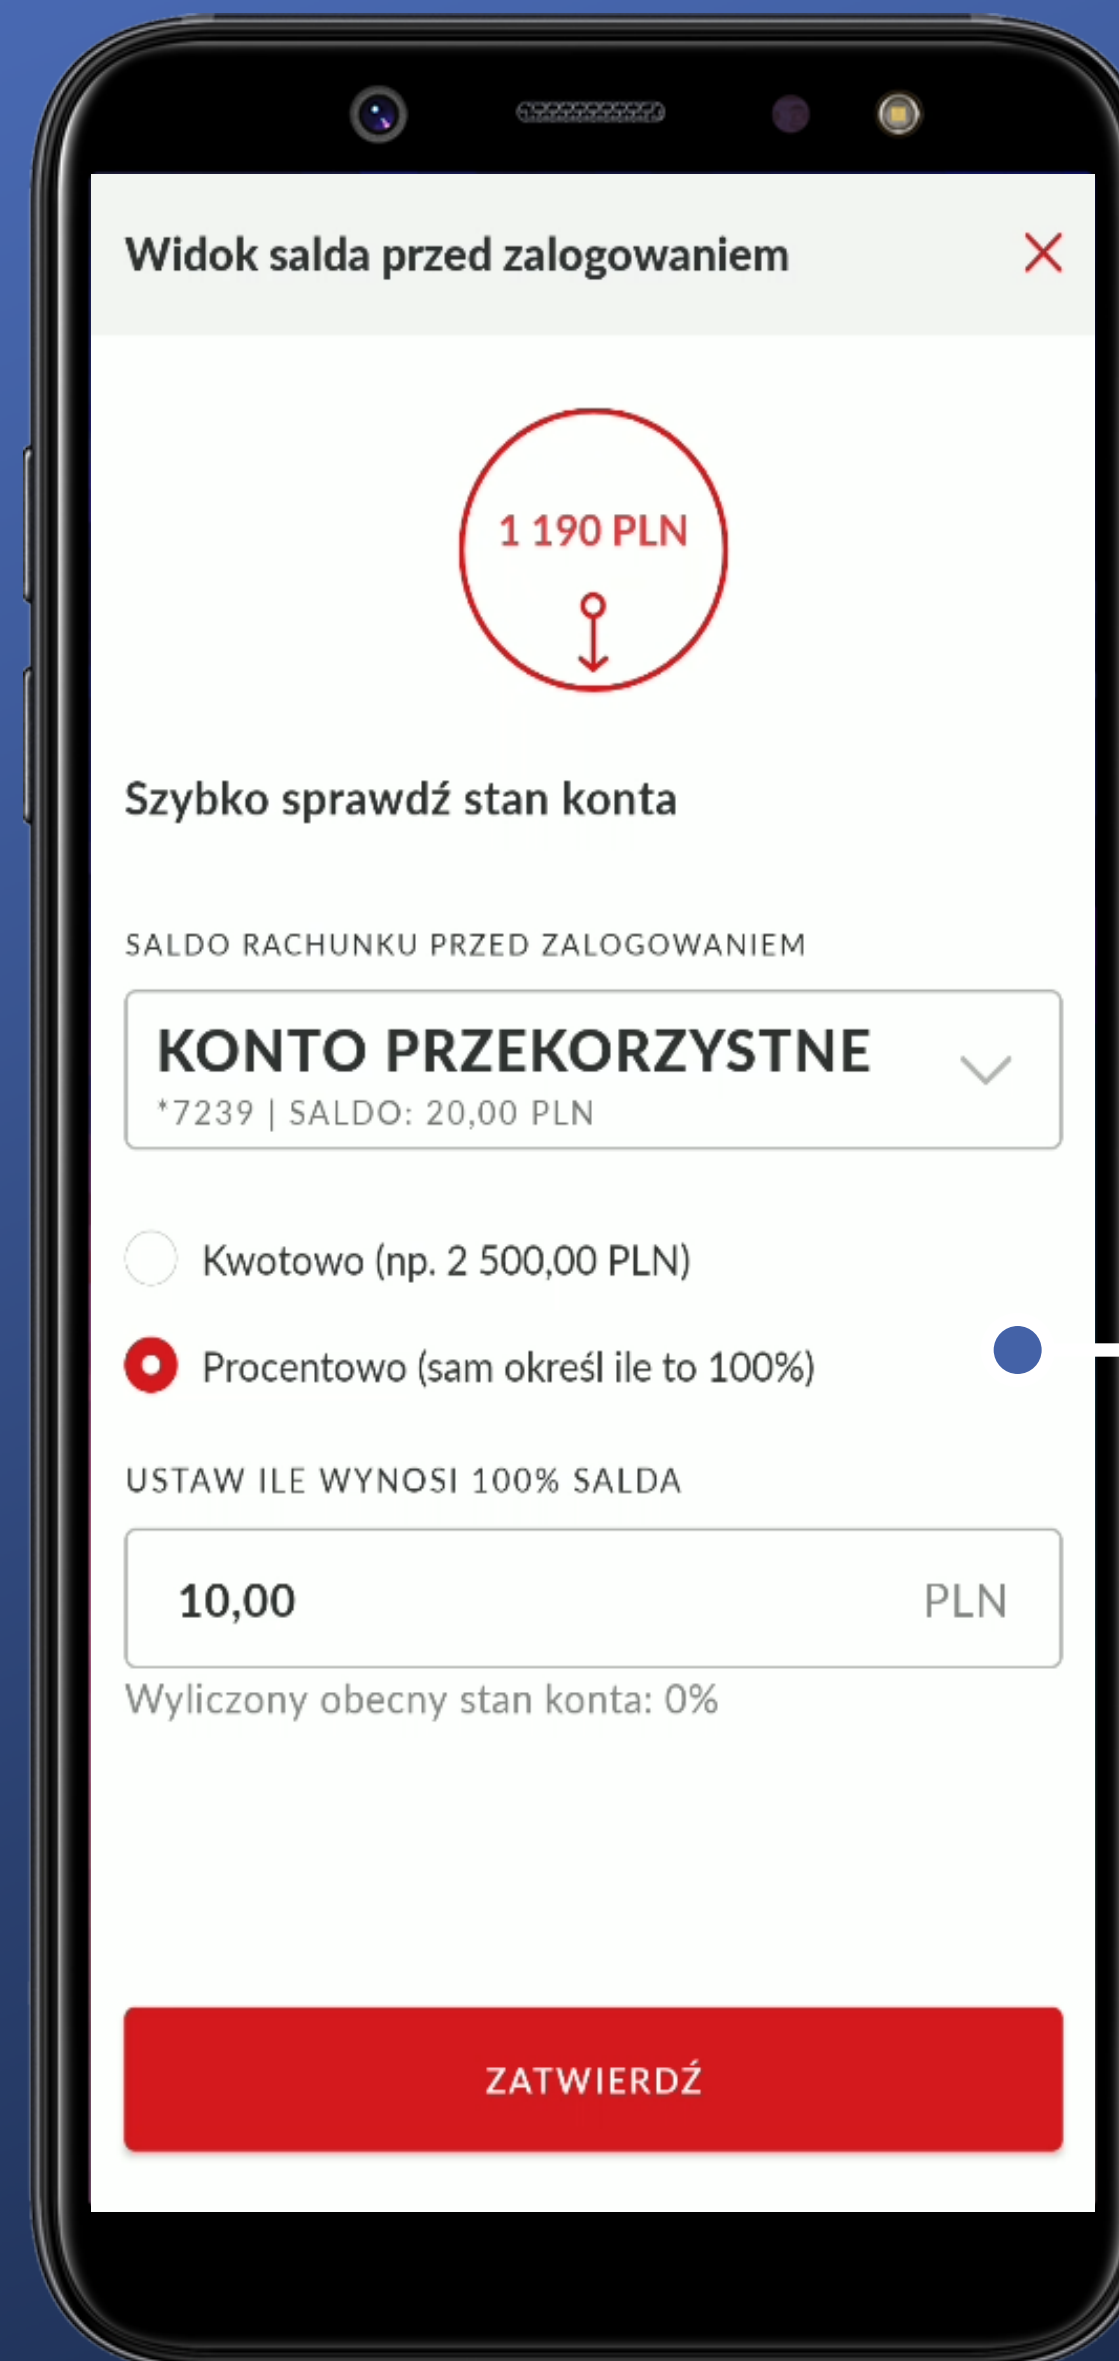 Widok salda przed zalogowaniem
1 190 PLN
Szybko sprawdź stan konta
SALDO RACHUNKU PRZED ZALOGOWANIEM
KONTO PRZEKORZYSTNE
*7239 | SALDO: 20,00 PLN
Kwotowo (np. 2 500,00 PLN)
Procentowo (sam określ ile to 100%)
USTAW ILE WYNOSI 100% SALDA
10,00 PLN
Wyliczony obecny stan konta: 0%
ZATWIERDŹ